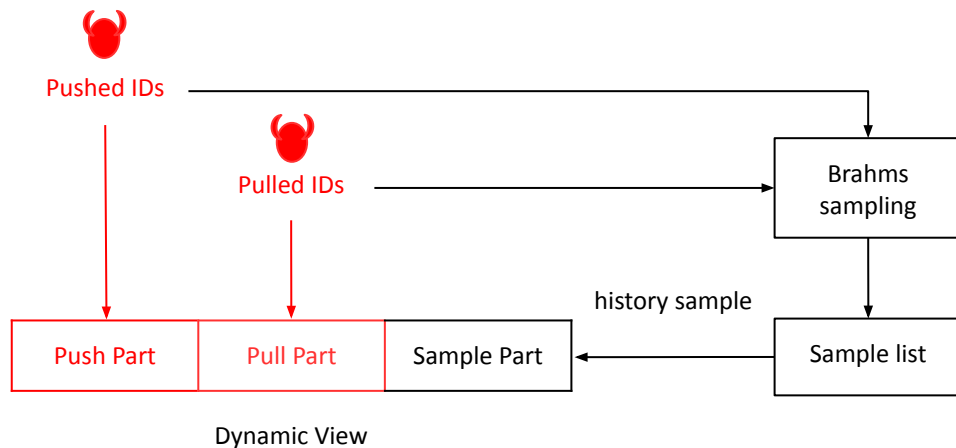 Pushed IDs
Pulled IDs
Brahms
sampling
history sample
Push Part
Pull Part
Sample Part
Sample list
Dynamic View